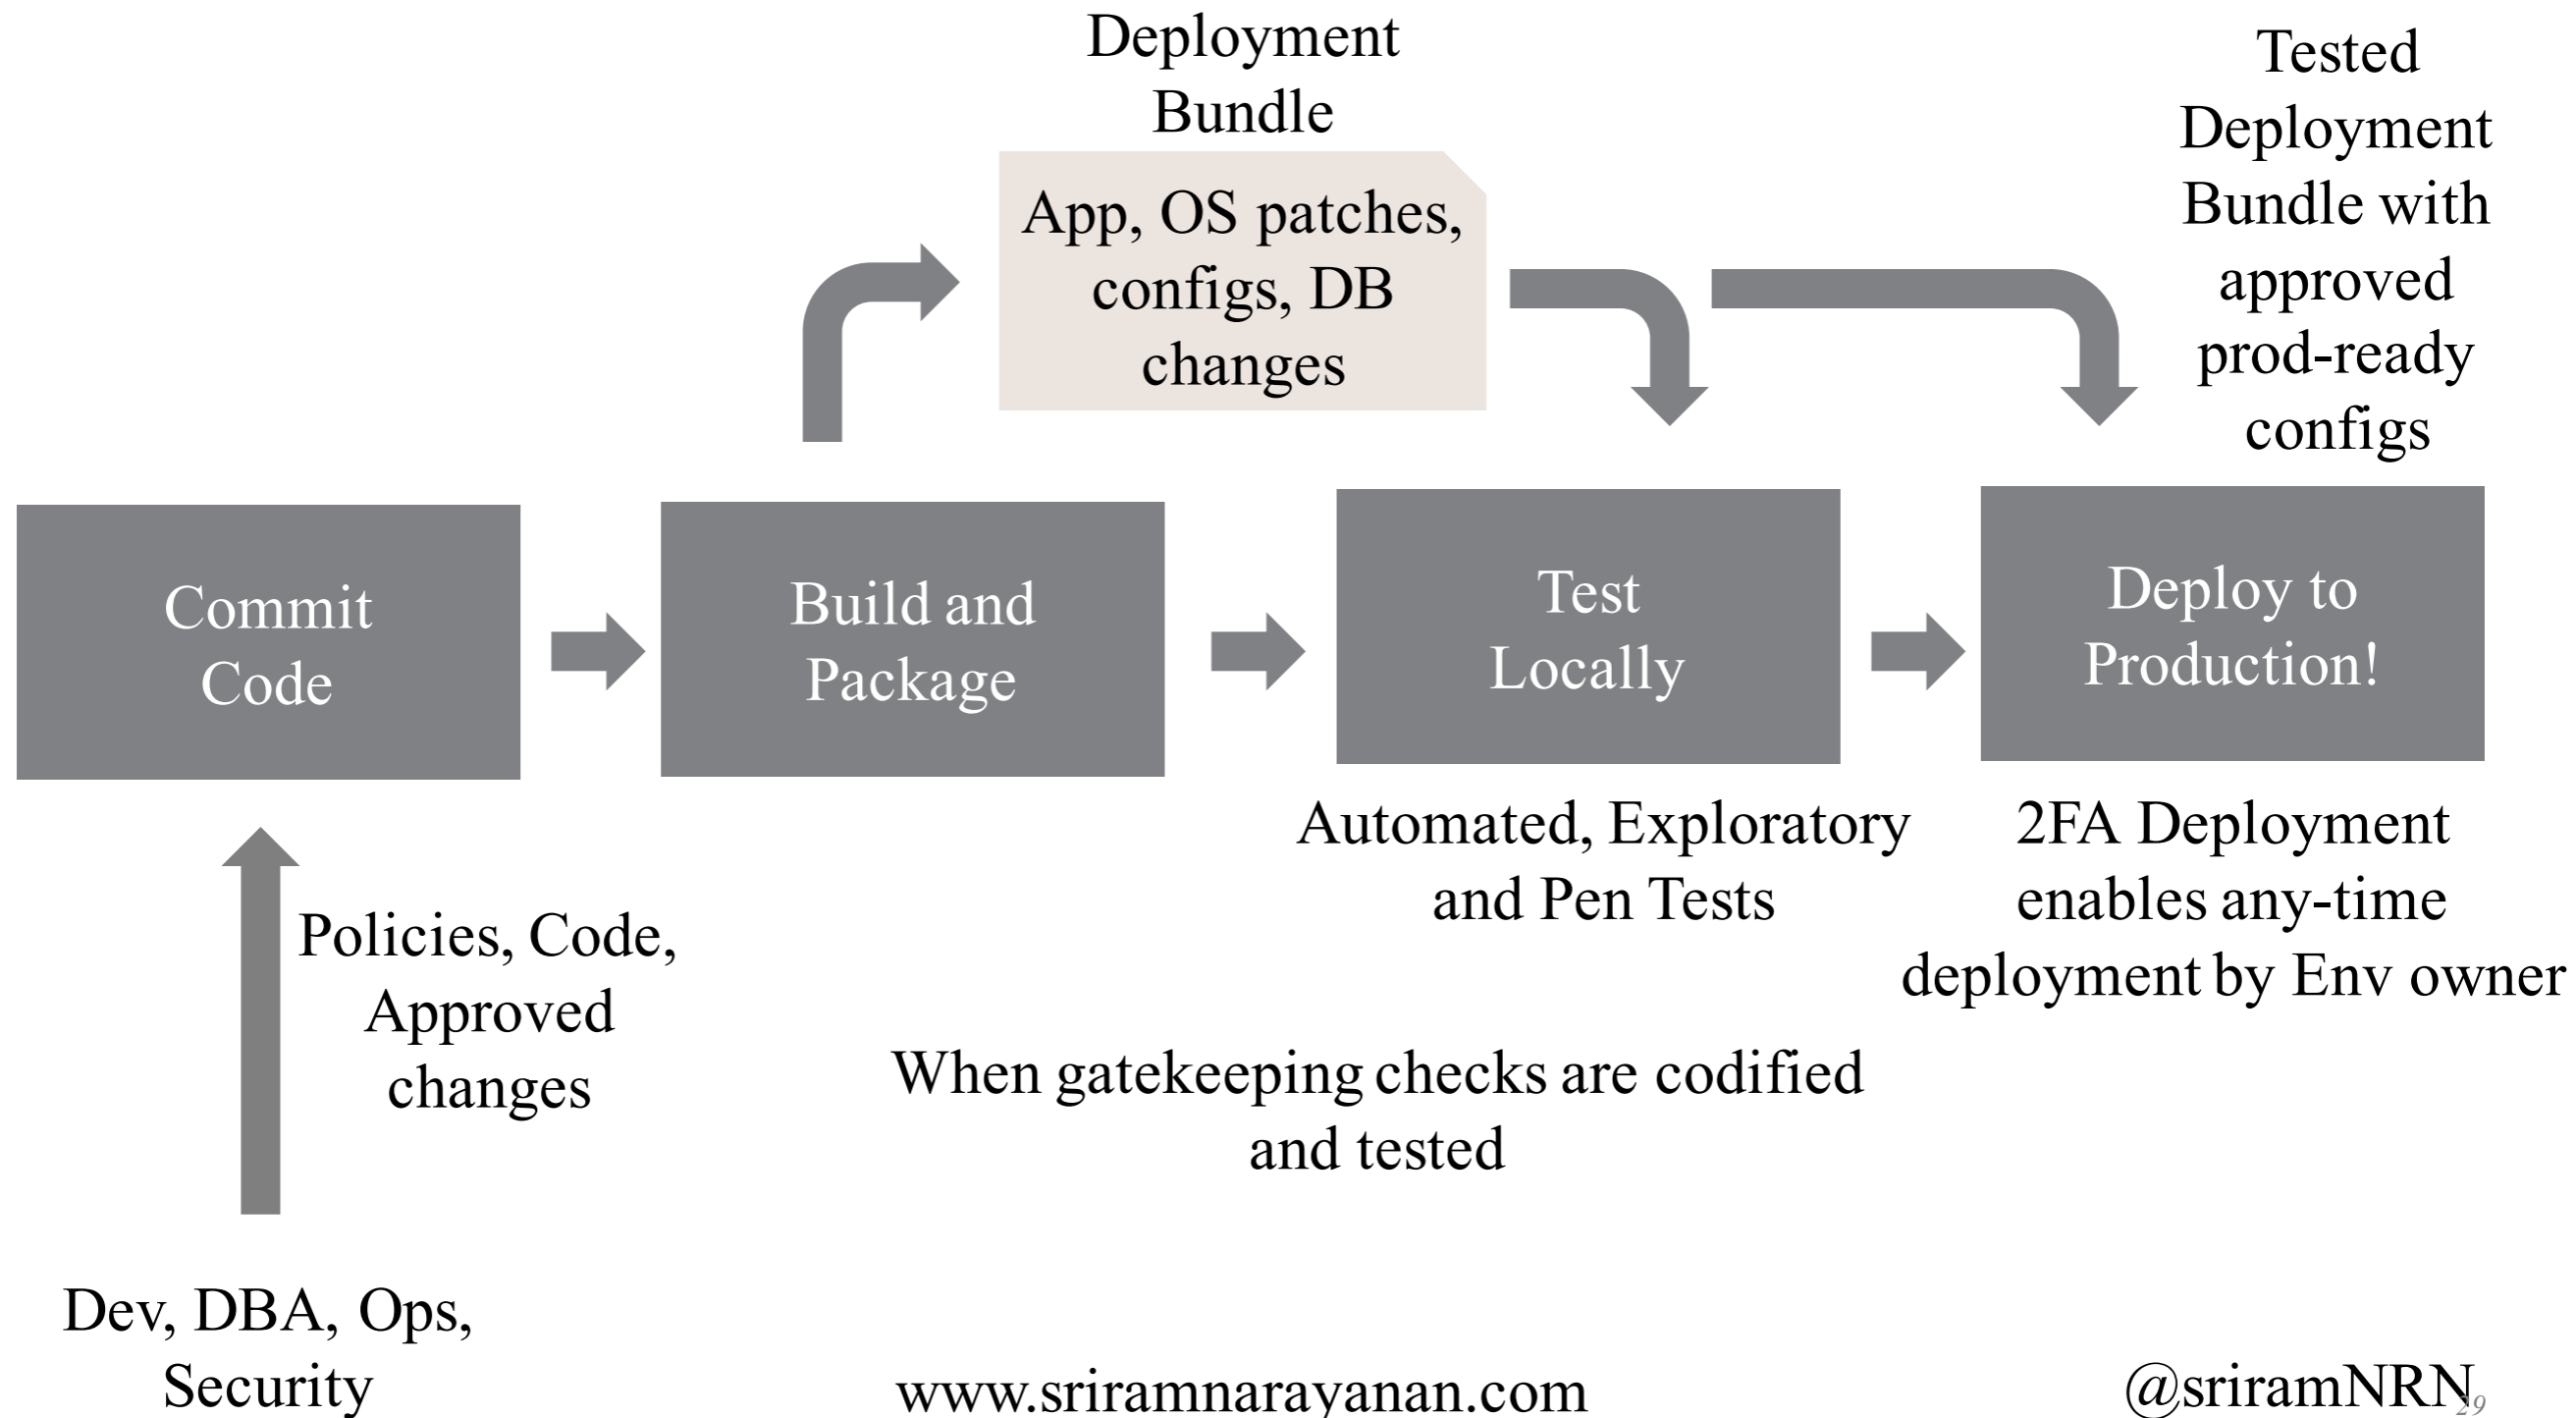 Deployment
Bundle
App, OS patches,
configs, DB
changes
Tested
Deployment
Bundle with
approved
prod-ready
configs
Commit
Code
Build and
Package
Test
Locally
Deploy to
Production!
Policies, Code,
Approved
changes
Automated, Exploratory
and Pen Tests
2FA Deployment
enables any-time
deployment by Env owner
When gatekeeping checks are codified
and tested
Dev, DBA, Ops,
Security
www.sriramnarayanan.com
@sriramNRN
29